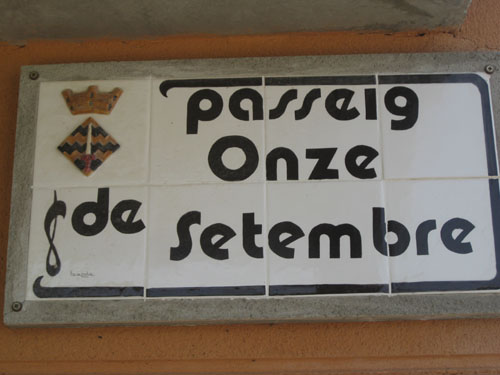 passeig
Onze
de Setembre